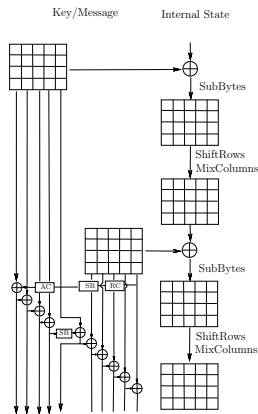 Key/Message Internal State
SubBytes
ShiftRows
MixColumns
SubBytes
AC SB RC
SB
ShiftRows
MixColumns